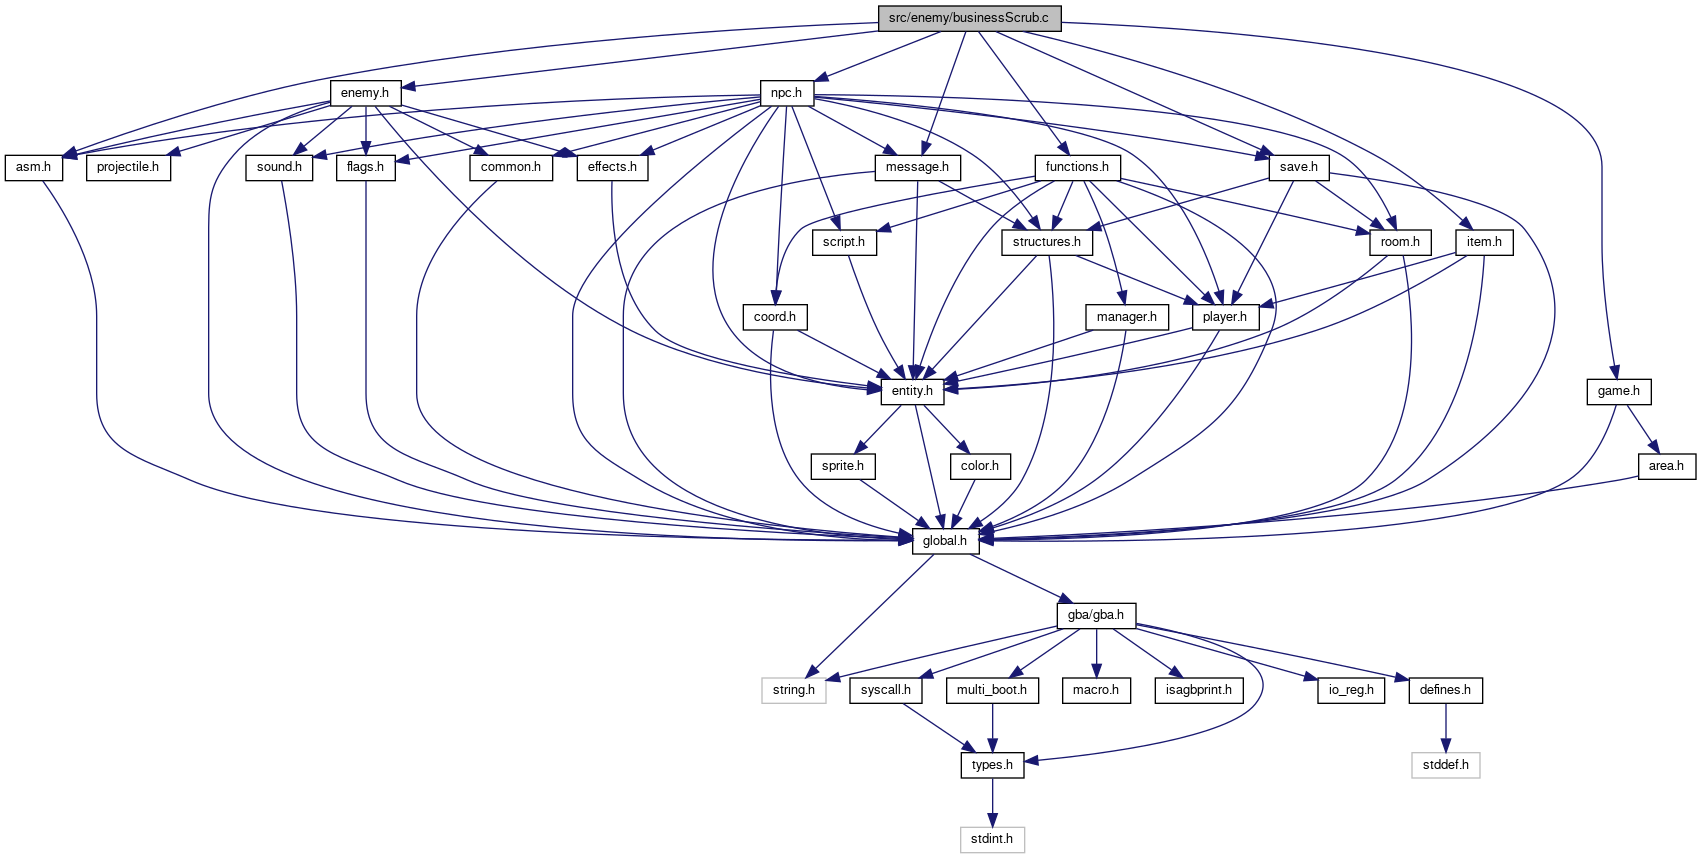 src/enemy/businessScrub.c
enemy.h
npc.h
asm.h
projectile.h
sound.h
flags.h
common.h
effects.h
message.h
functions.h
save.h
script.h
structures.h
room.h
item.h
coord.h
manager.h
player.h
entity.h
game.h
sprite.h
color.h
area.h
global.h
gba/gba.h
string.h
syscall.h
multi_boot.h
macro.h
isagbprint.h
io_reg.h
defines.h
types.h
stddef.h
stdint.h